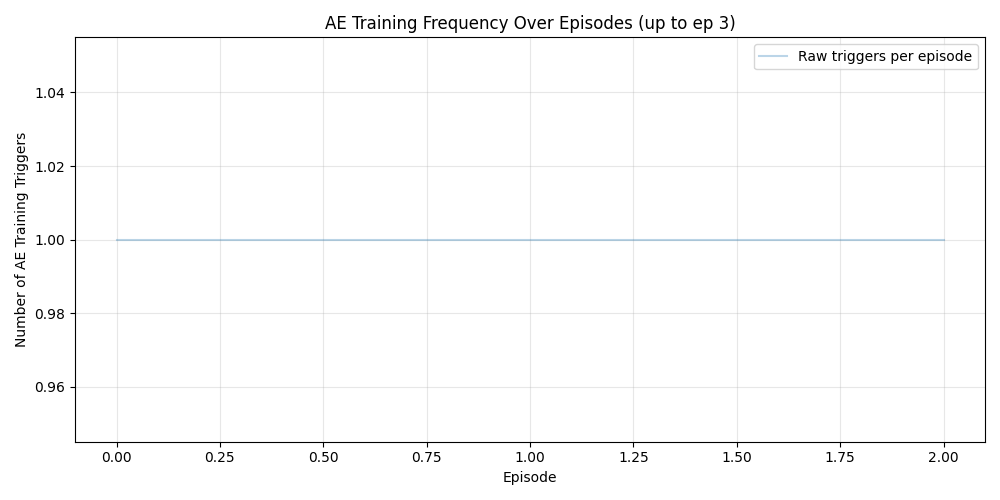 AE Training Frequency Over Episodes (up to ep 3)
Raw triggers per episode
Number of AE Training Triggers
1.04
1.02
1.00
0.98
0.96
0.00 0.25 0.50 0.75 1.00 1.25 1.50 1.75 2.00
Episode